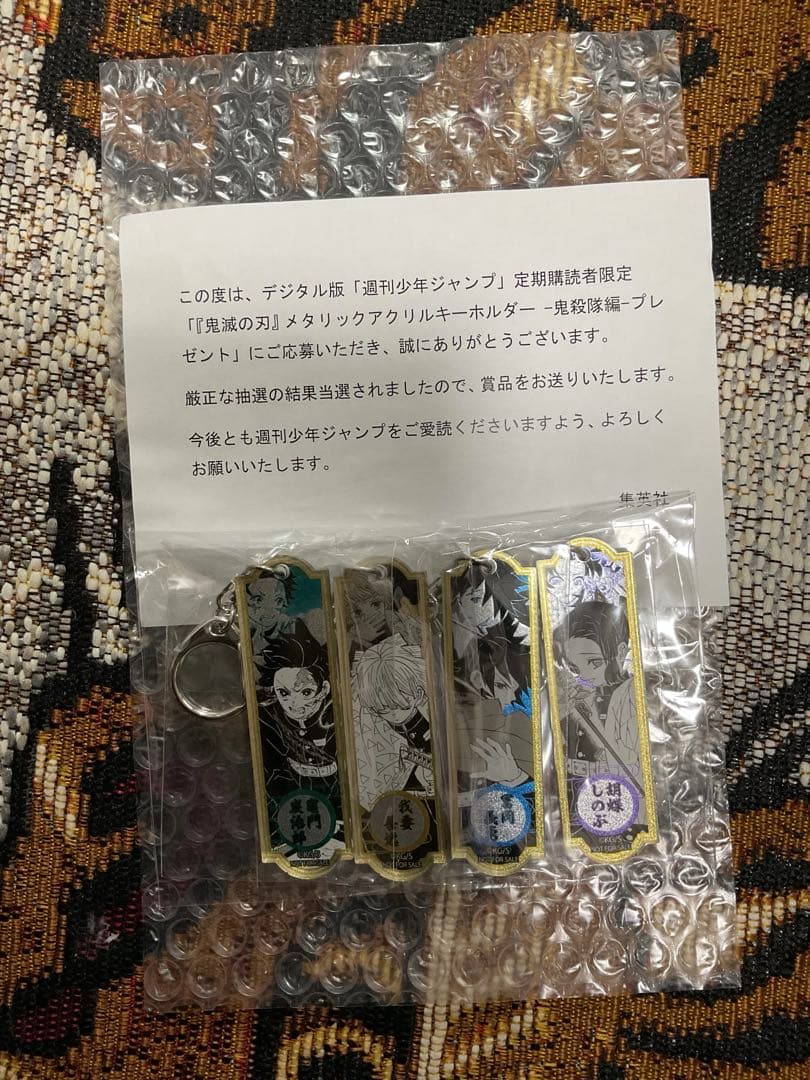 この度は、デジタル版「週刊少年ジャンプ」定期購読者限定
「『鬼滅の刃』メタリックアクリルキーホルダー -鬼殺隊編-プレ
ゼント」にご応募いただき、誠にありがとうございます。
厳正な抽選の結果当選されましたので、賞品をお送りいたします。
今後とも週刊少年ジャンプをご愛読くださいますよう、よろしく
お願いいたします。
集英社
竈門
炭治郎
我妻
胡蝶
しのぶ
©KG/S
NOT FOR SALE
©KG/S
NOT FOR SALE
©KG/S
NOT FOR SALE